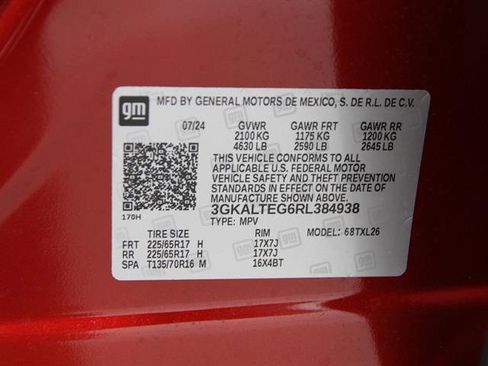 gm
MFD BY GENERAL MOTORS DE MEXICO, S. DE R.L. DE C.V.
07/24 GVWR GAWR FRT GAWR RR
2100 KG 1175 KG 1200 KG
4630 LB 2590 LB 2645 LB
THIS VEHICLE CONFORMS TO ALL
APPLICABLE U.S. FEDERAL MOTOR
VEHICLE SAFETY AND THEFT PREVENTION
STANDARDS IN EFFECT ON THE DATE OF
MANUFACTURE SHOWN ABOVE.
3GKALTEG6RL384938
170H
TYPE: MPV MODEL: 68TXL26
TIRE SIZE RIM
FRT 225/65R17 H 17X7J
RR 225/65R17 H 17X7J
SPA T135/70R16 M 16X4BT